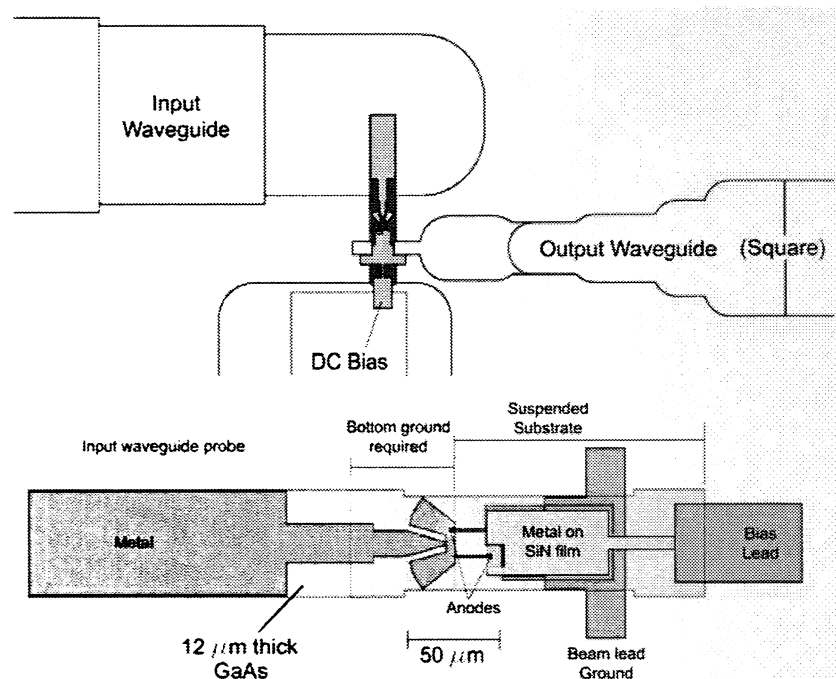 Input
Waveguide
Output Waveguide (Square)
DC Bias
Suspended
Substrate
Bottom ground
required
Input waveguide probe
Metal
Metal on
SiN film
Bias
Lead
Anodes
12 μm thick
GaAs
50 μm
Beam lead
Ground